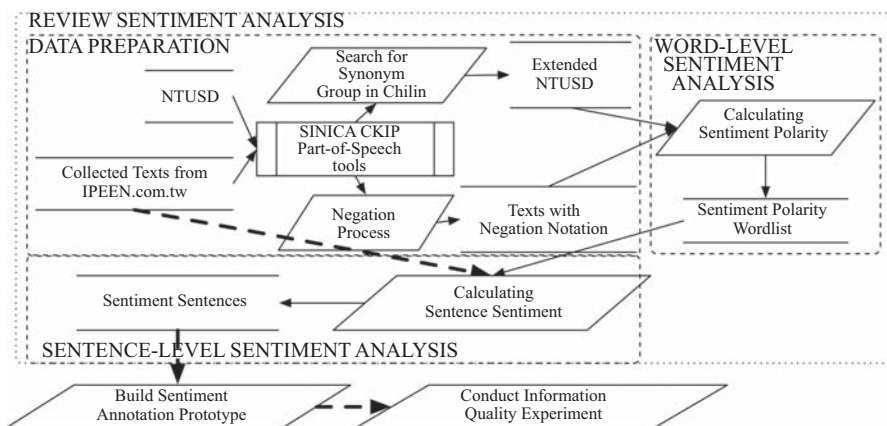 REVIEW SENTIMENT ANALYSIS
DATA PREPARATION
NTUSD
Collected Texts from
IPEEN.com.tw
Search for
Synonym
Group in Chilin
SINICA CKIP
Part-of-Speech
tools
Negation
Process
Extended
NTUSD
Texts with
Negation Notation
WORD-LEVEL
SENTIMENT
ANALYSIS
Calculating
Sentiment Polarity
Sentiment Polarity
Wordlist
Sentiment Sentences
Calculating
Sentence Sentiment
SENTENCE-LEVEL SENTIMENT ANALYSIS
Build Sentiment
Annotation Prototype
Conduct Information
Quality Experiment